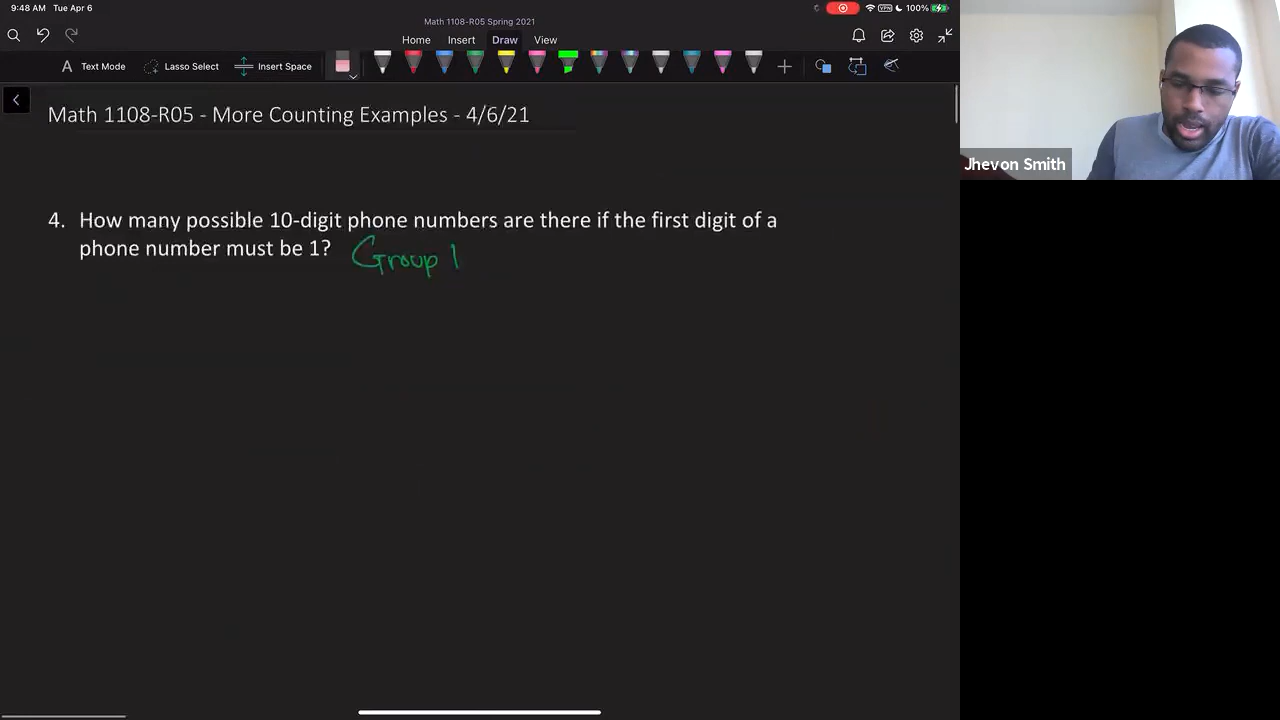 9:48 AM Tue Apr 6
VPN 100%
Math 1108-R05 Spring 2021
Home Insert Draw View
A Text Mode Lasso Select Insert Space
Math 1108-R05 - More Counting Examples - 4/6/21
Jhevon Smith
4. How many possible 10-digit phone numbers are there if the first digit of a
phone number must be 1? Group 1